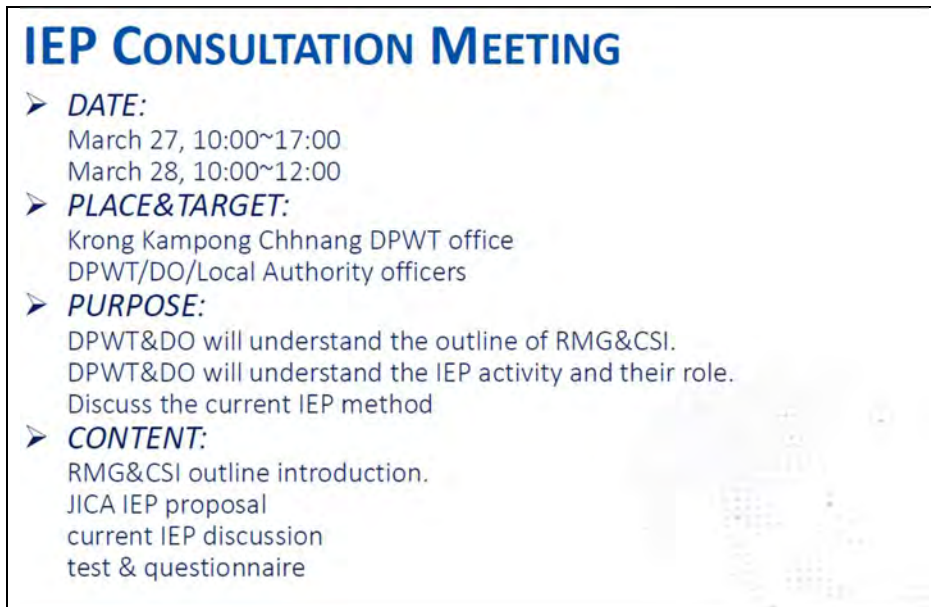 IEP CONSULTATION MEETING
➢ DATE:
March 27, 10:00~17:00
March 28, 10:00~12:00
➢ PLACE&TARGET:
Krong Kampong Chhnang DPWT office
DPWT/DO/Local Authority officers
➢ PURPOSE:
DPWT&DO will understand the outline of RMG&CSI.
DPWT&DO will understand the IEP activity and their role.
Discuss the current IEP method
➢ CONTENT:
RMG&CSI outline introduction.
JICA IEP proposal
current IEP discussion
test & questionnaire